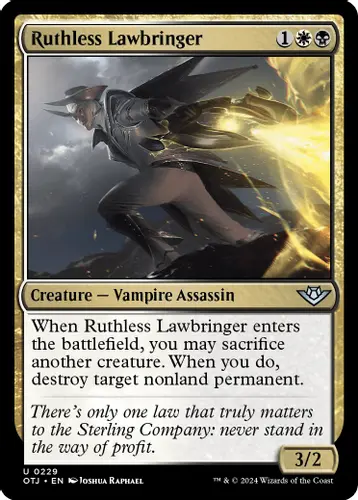 Ruthless Lawbringer 1
Creature — Vampire Assassin
When Ruthless Lawbringer enters
the battlefield, you may sacrifice
another creature. When you do,
destroy target nonland permanent.
There's only one law that truly matters
to the Sterling Company: never stand in
the way of profit.
3/2
U 0229
OTJ • EN Joshua Raphael
™ & © 2024 Wizards of the Coast